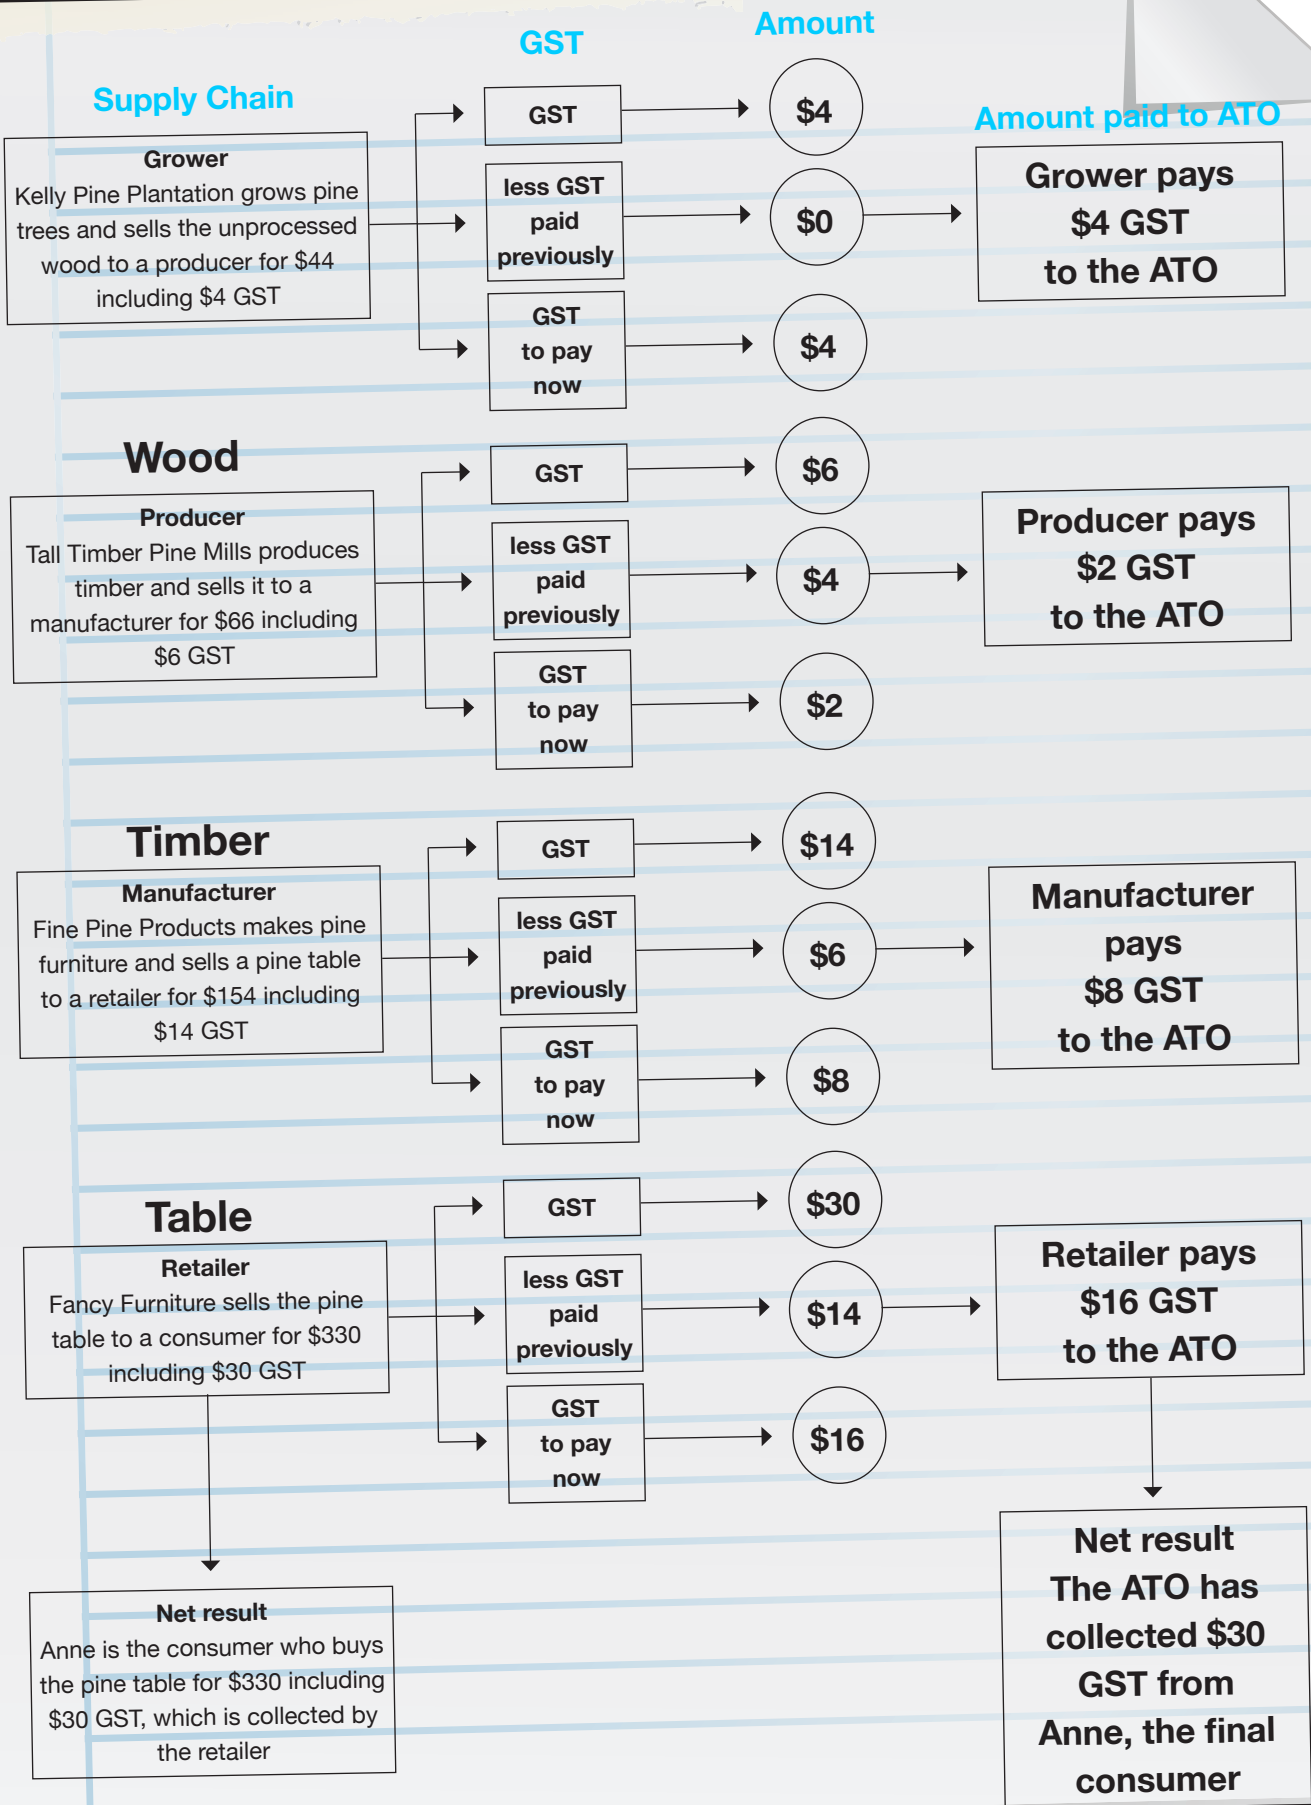 GST
Amount
Supply Chain
Amount paid to ATO
Grower
Kelly Pine Plantation grows pine
trees and sells the unprocessed
wood to a producer for $44
including $4 GST
GST
$4
less GST
paid
previously
$0
GST
to pay
now
$4
Grower pays
$4 GST
to the ATO
Wood
Producer
Tall Timber Pine Mills produces
timber and sells it to a
manufacturer for $66 including
$6 GST
GST
$6
less GST
paid
previously
$4
GST
to pay
now
$2
Producer pays
$2 GST
to the ATO
Timber
Manufacturer
Fine Pine Products makes pine
furniture and sells a pine table
to a retailer for $154 including
$14 GST
GST
$14
less GST
paid
previously
$6
GST
to pay
now
$8
Manufacturer
pays
$8 GST
to the ATO
Table
Retailer
Fancy Furniture sells the pine
table to a consumer for $330
including $30 GST
GST
$30
less GST
paid
previously
$14
GST
to pay
now
$16
Retailer pays
$16 GST
to the ATO
Net result
Anne is the consumer who buys
the pine table for $330 including
$30 GST, which is collected by
the retailer
Net result
The ATO has
collected $30
GST from
Anne, the final
consumer